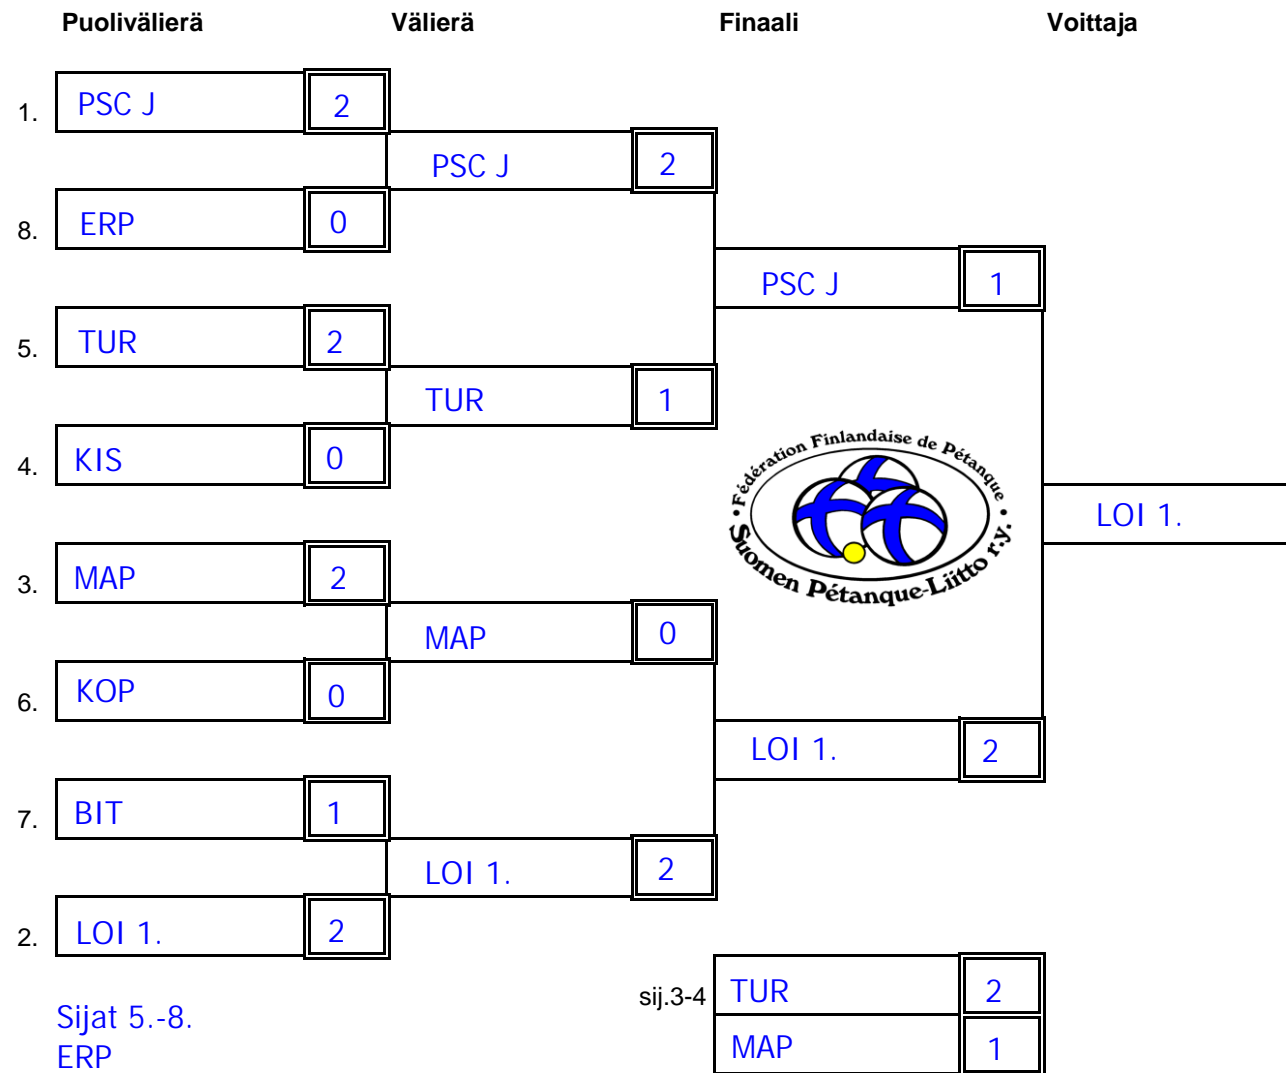 Puolivälierä Välierä Finaali Voittaja
1. PSC J 2
PSC J 2
8. ERP 0
PSC J 1
5. TUR 2
TUR 1
4. KIS 0
• Fédération Finlandaise de Pétanque •
Suomen Pétanque-Liitto r.y.
LOI 1.
3. MAP 2
MAP 0
6. KOP 0
LOI 1. 2
7. BIT 1
LOI 1. 2
2. LOI 1. 2
sij.3-4 TUR 2
MAP 1
Sijat 5.-8.
ERP